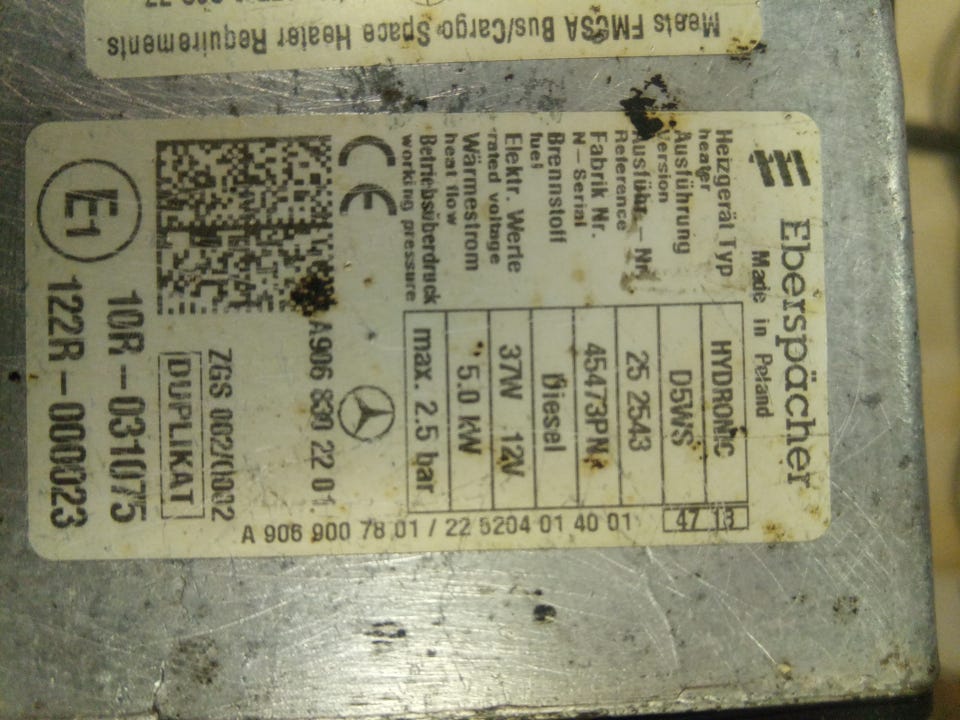 Meets FMCSA Bus/Cargo Space Heater Requirements
Eberspächer
Made in Poland
Heizgerät Typ
heater
HYDRONIC
Ausführung
Version
D5WS
47 13
Ausführ.-Nr.
Reference
25 2543
Fabrik Nr.
N-Serial
45473PN
Brennstoff
fuel
Diesel
Elektr. Werte
rated voltage
37W 12V
Wärmestrom
heat flow
5.0 kW
Betriebsüberdruck
working pressure
max. 2.5 bar
A 906 900 78 01 / 22 5204 01 40 01
CE
A906 830 22 01
ZGS 002/0002
DUPLIKAT
E1
10R-031075
122R-000023